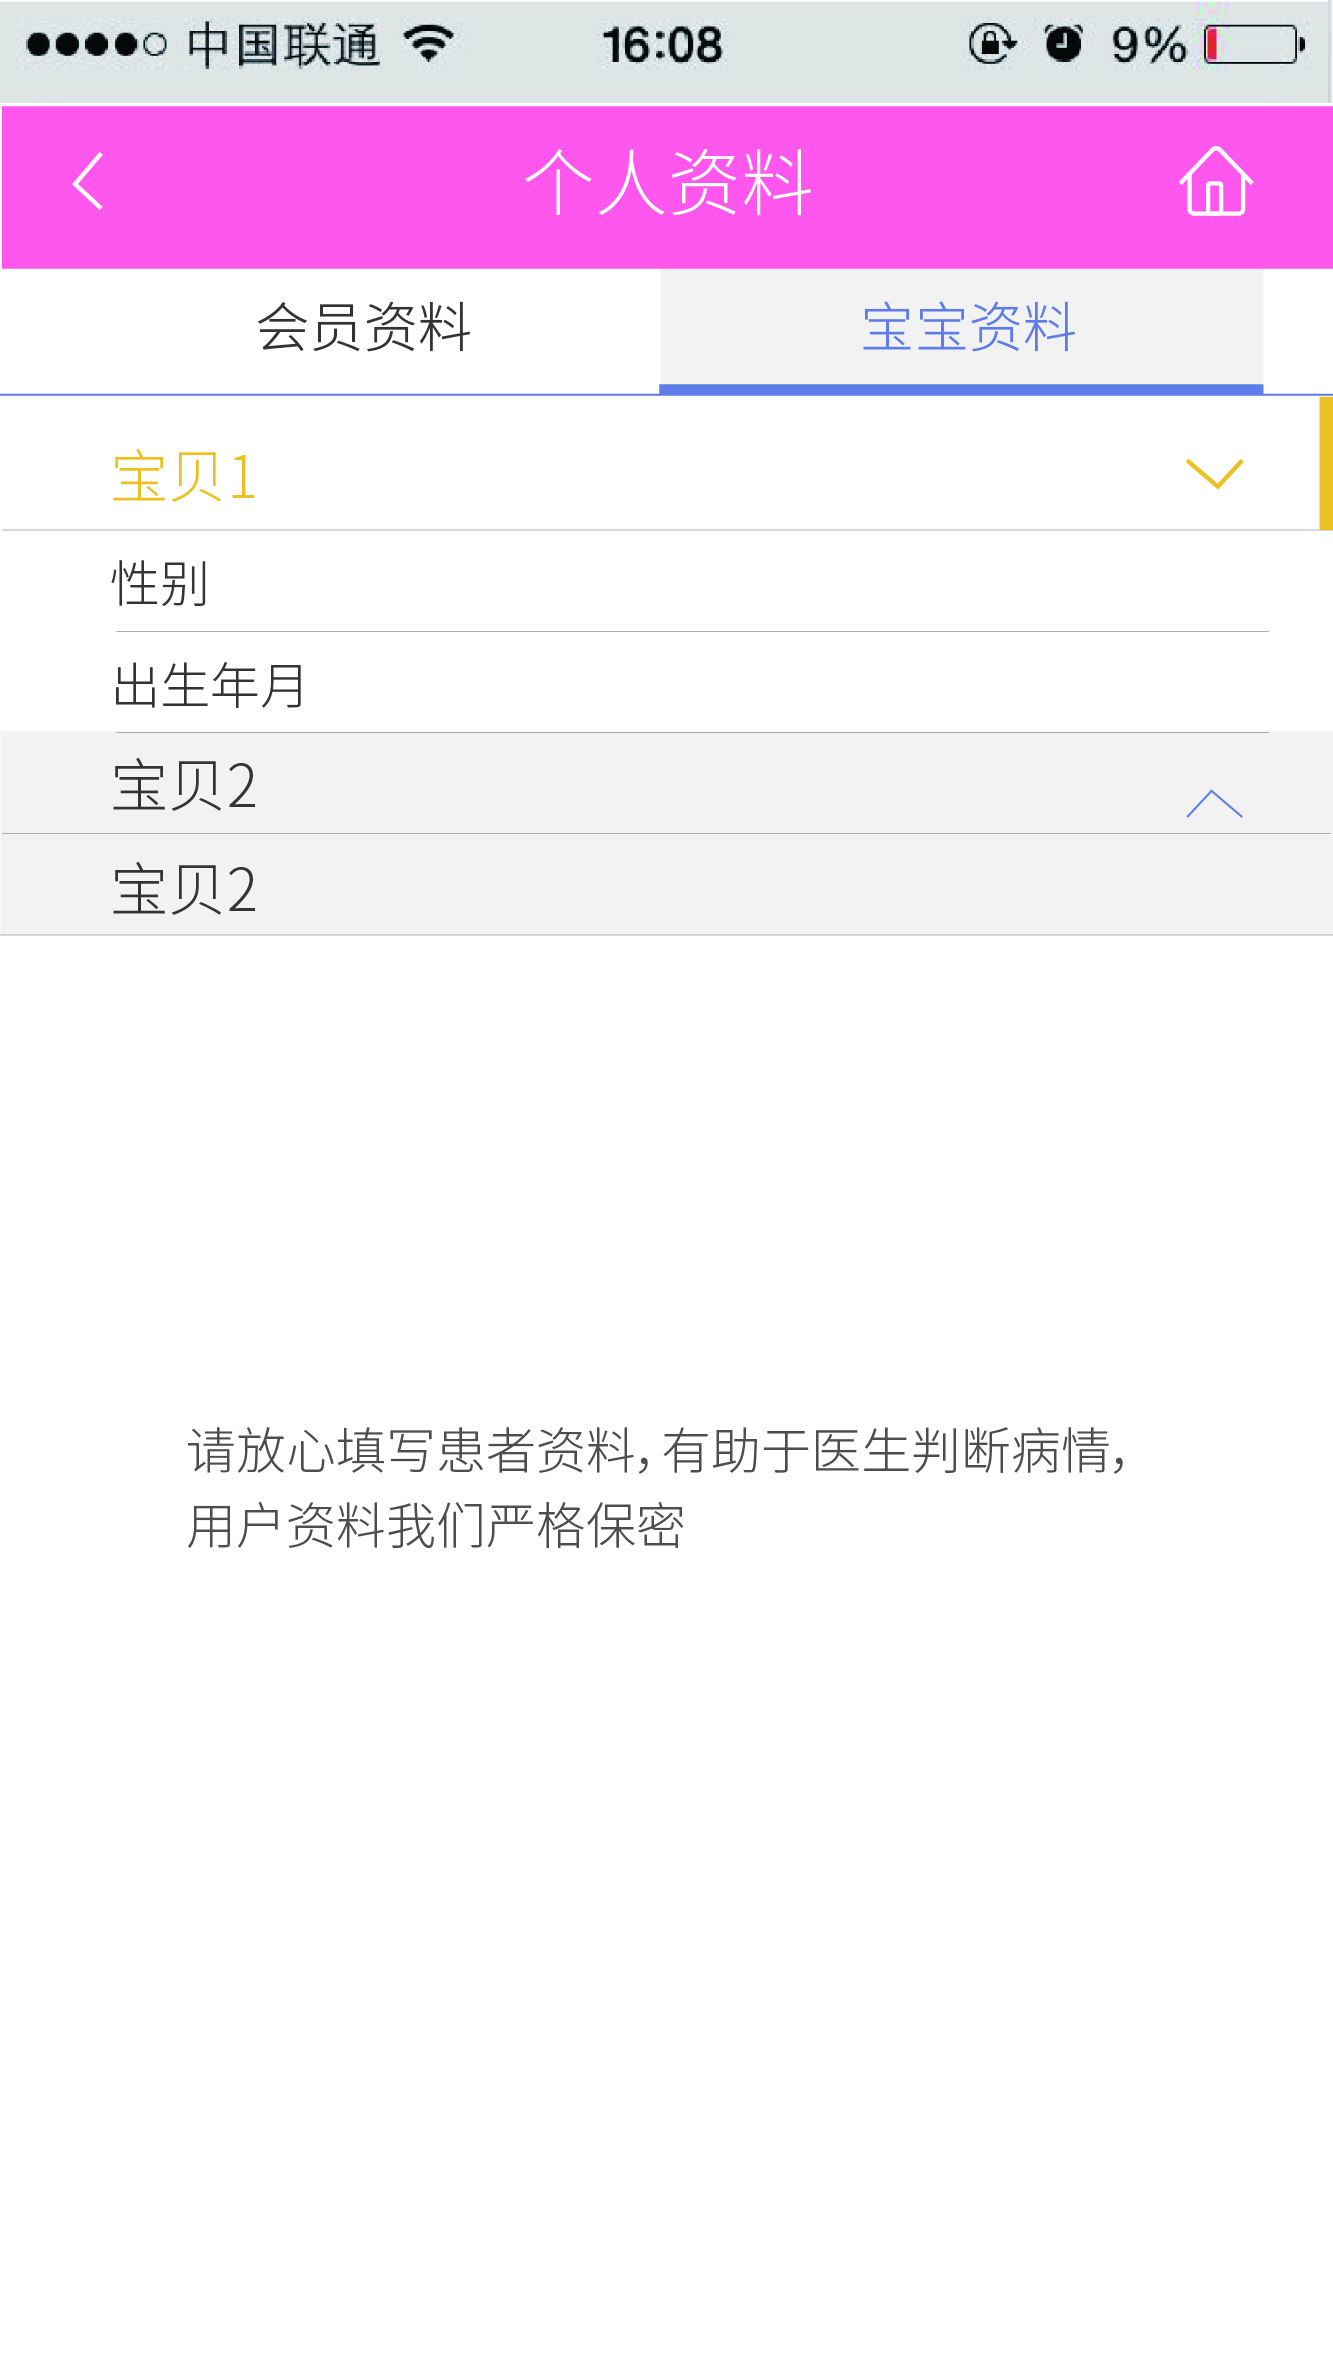 中国联通 16:08 9%
个人资料
会员资料 宝宝资料
宝贝1
性别
出生年月
宝贝2
宝贝2
请放心填写患者资料，有助于医生判断病情，
用户资料我们严格保密